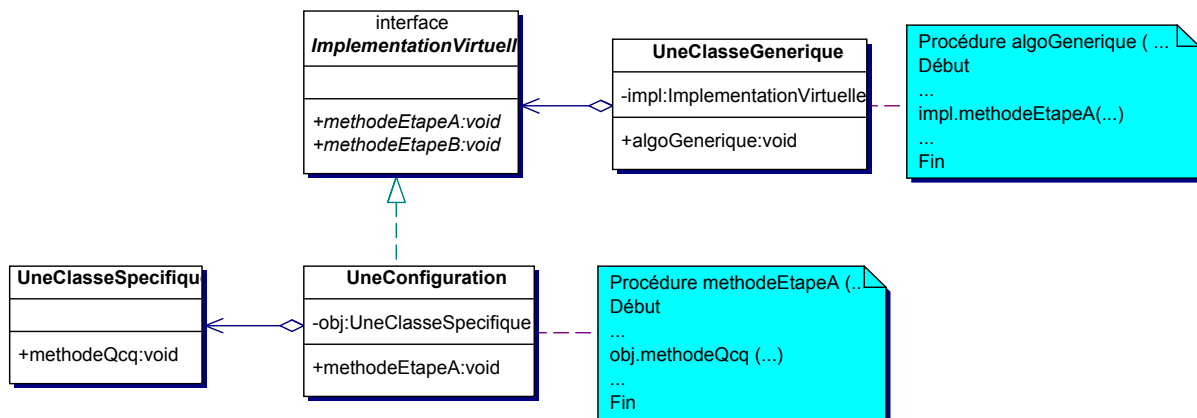 interface
ImplementationVirtuell
+methodeEtapeA:void
+methodeEtapeB:void
UneClasseGenerique
-impl:ImplementationVirtuelle
+algoGenerique:void
Procédure algoGenerique ( ...
Début
...
impl.methodeEtapeA(...)
...
Fin
UneClasseSpecifique
+methodeQcq:void
UneConfiguration
-obj:UneClasseSpecifique
+methodeEtapeA:void
Procédure methodeEtapeA (...
Début
...
obj.methodeQcq (...)
...
Fin